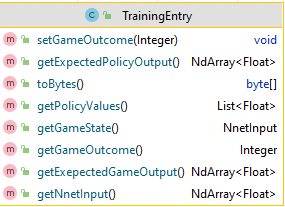 C TrainingEntry
m setGameOutcome(Integer) void
m getExpectedPolicyOutput() NdArray<Float>
m toBytes() byte[]
m getPolicyValues() List<Float>
m getGameState() NnetInput
m getGameOutcome() Integer
m getExepectedGameOutput() NdArray<Float>
m getNnetInput() NdArray<Float>